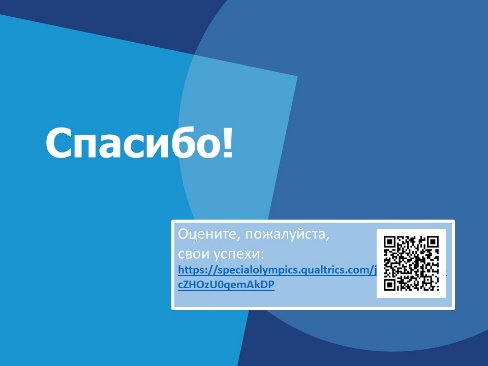 Спасибо!
Оцените, пожалуйста,
свои успехи:
https://specialolympics.qualtrics.com/j
cZHOzU0qemAkDP